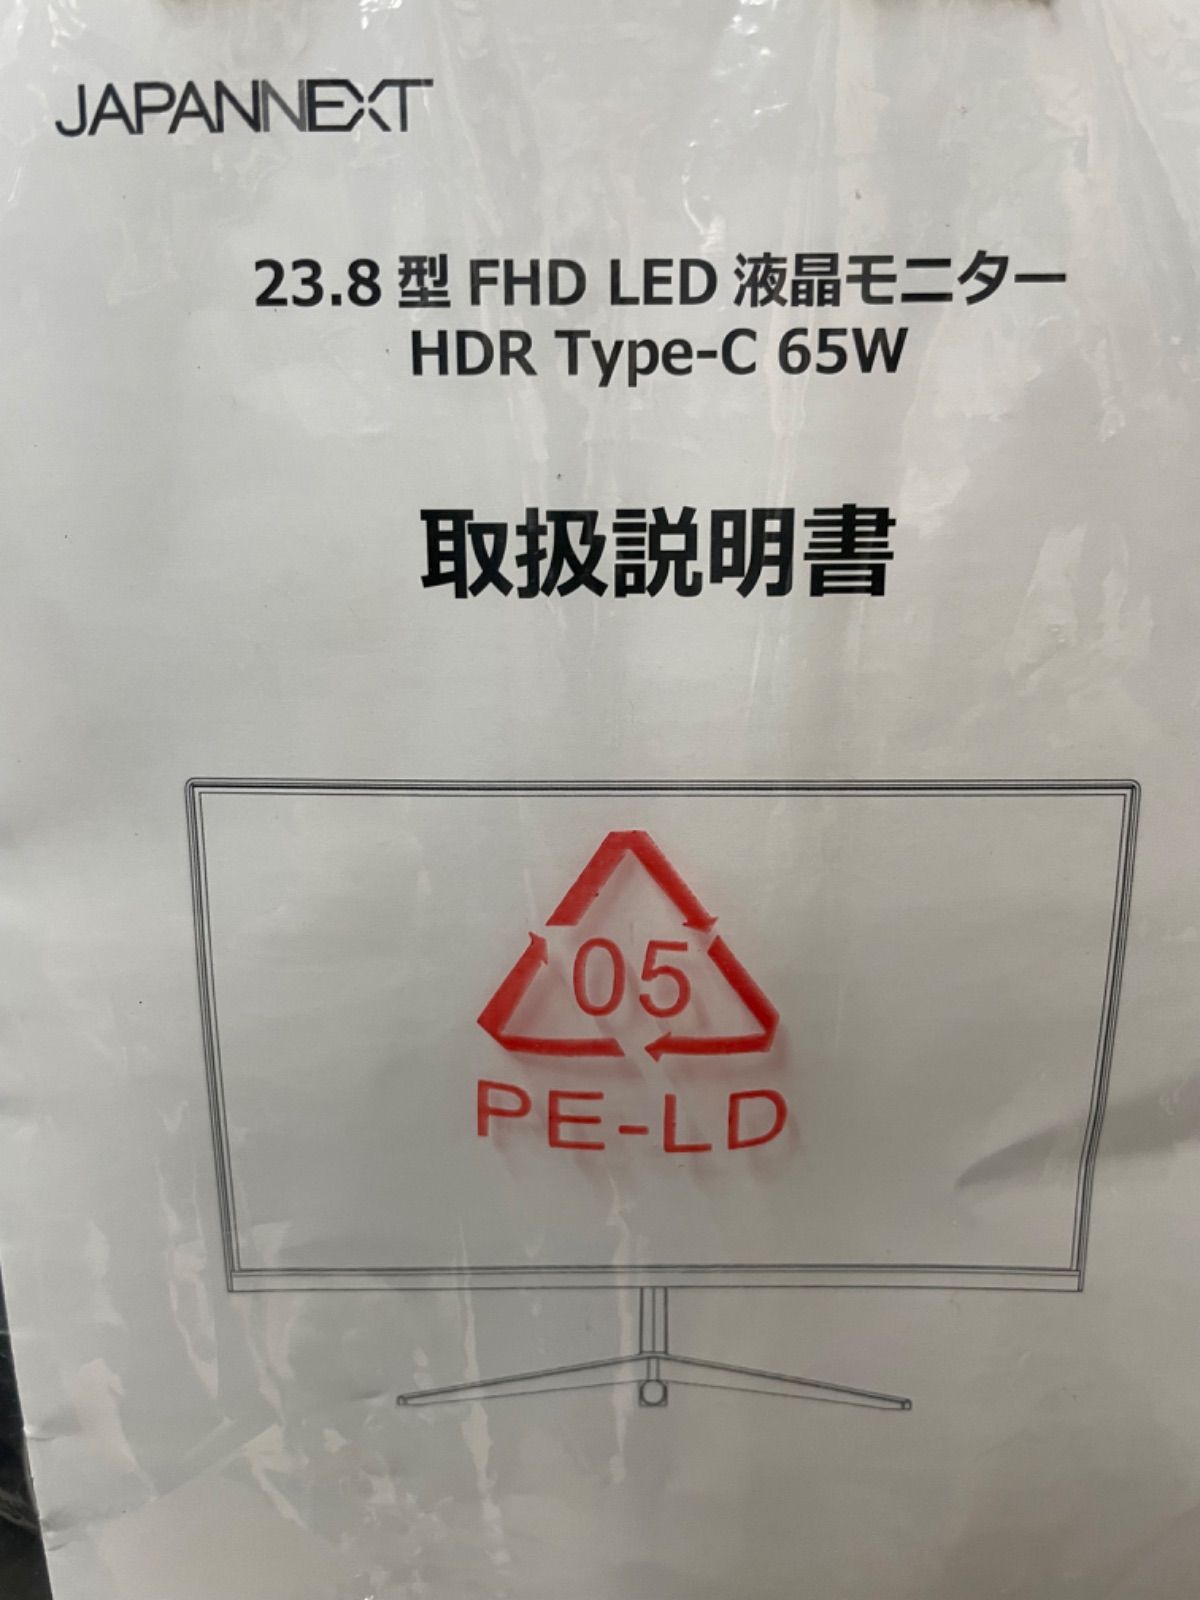 JAPANNEXT
23.8型 FHD LED 液晶モニター
HDR Type-C 65W
取扱説明書
05
PE-LD